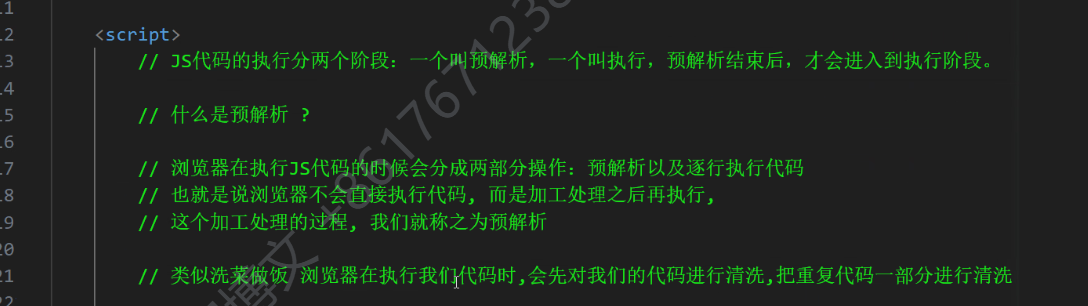 11
12 <script>
13 // JS代码的执行分两个阶段：一个叫预解析，一个叫执行，预解析结束后，才会进入到执行阶段。
14
15 // 什么是预解析 ?
16
17 // 浏览器在执行JS代码的时候会分成两部分操作：预解析以及逐行执行代码
18 // 也就是说浏览器不会直接执行代码, 而是加工处理之后再执行,
19 // 这个加工处理的过程, 我们就称之为预解析
20
21 // 类似洗菜做饭 浏览器在执行我们代码时,会先对我们的代码进行清洗,把重复代码一部分进行清洗
22
博文 +861767123